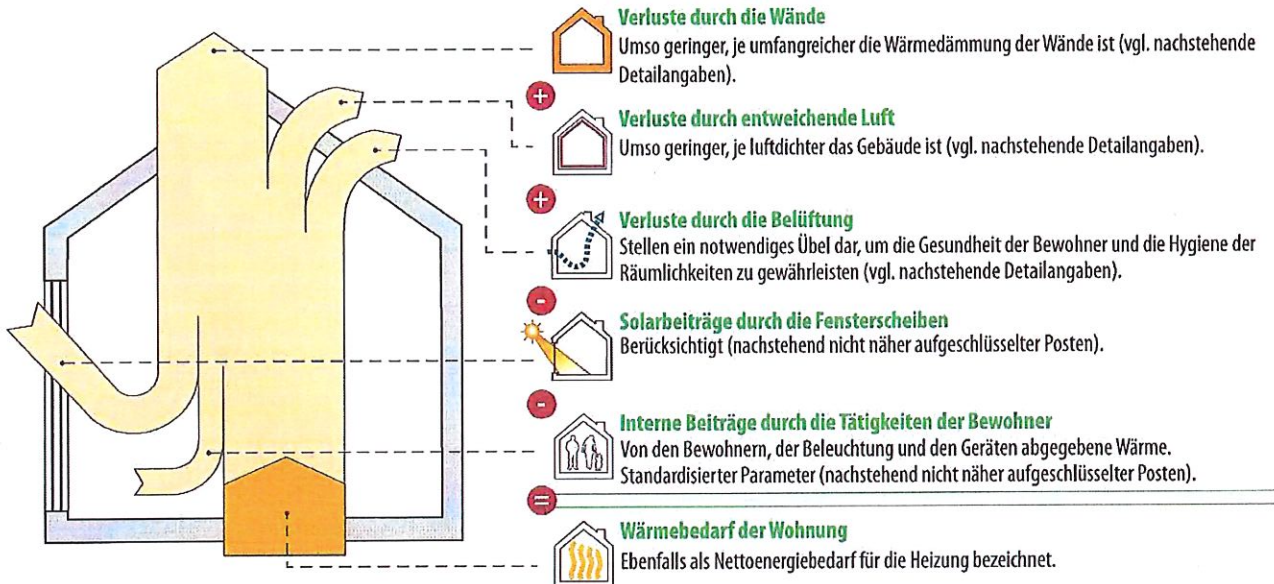 Verluste durch die Wände
Umso geringer, je umfangreicher die Wärmedämmung der Wände ist (vgl. nachstehende
Detailangaben).
+
Verluste durch entweichende Luft
Umso geringer, je luftdichter das Gebäude ist (vgl. nachstehende Detailangaben).
+
Verluste durch die Belüftung
Stellen ein notwendiges Übel dar, um die Gesundheit der Bewohner und die Hygiene der
Räumlichkeiten zu gewährleisten (vgl. nachstehende Detailangaben).
-
Solarbeiträge durch die Fensterscheiben
Berücksichtigt (nachstehend nicht näher aufgeschlüsselter Posten).
-
Interne Beiträge durch die Tätigkeiten der Bewohner
Von den Bewohnern, der Beleuchtung und den Geräten abgegebene Wärme.
Standardisierter Parameter (nachstehend nicht näher aufgeschlüsselter Posten).
=
Wärmebedarf der Wohnung
Ebenfalls als Nettoenergiebedarf für die Heizung bezeichnet.